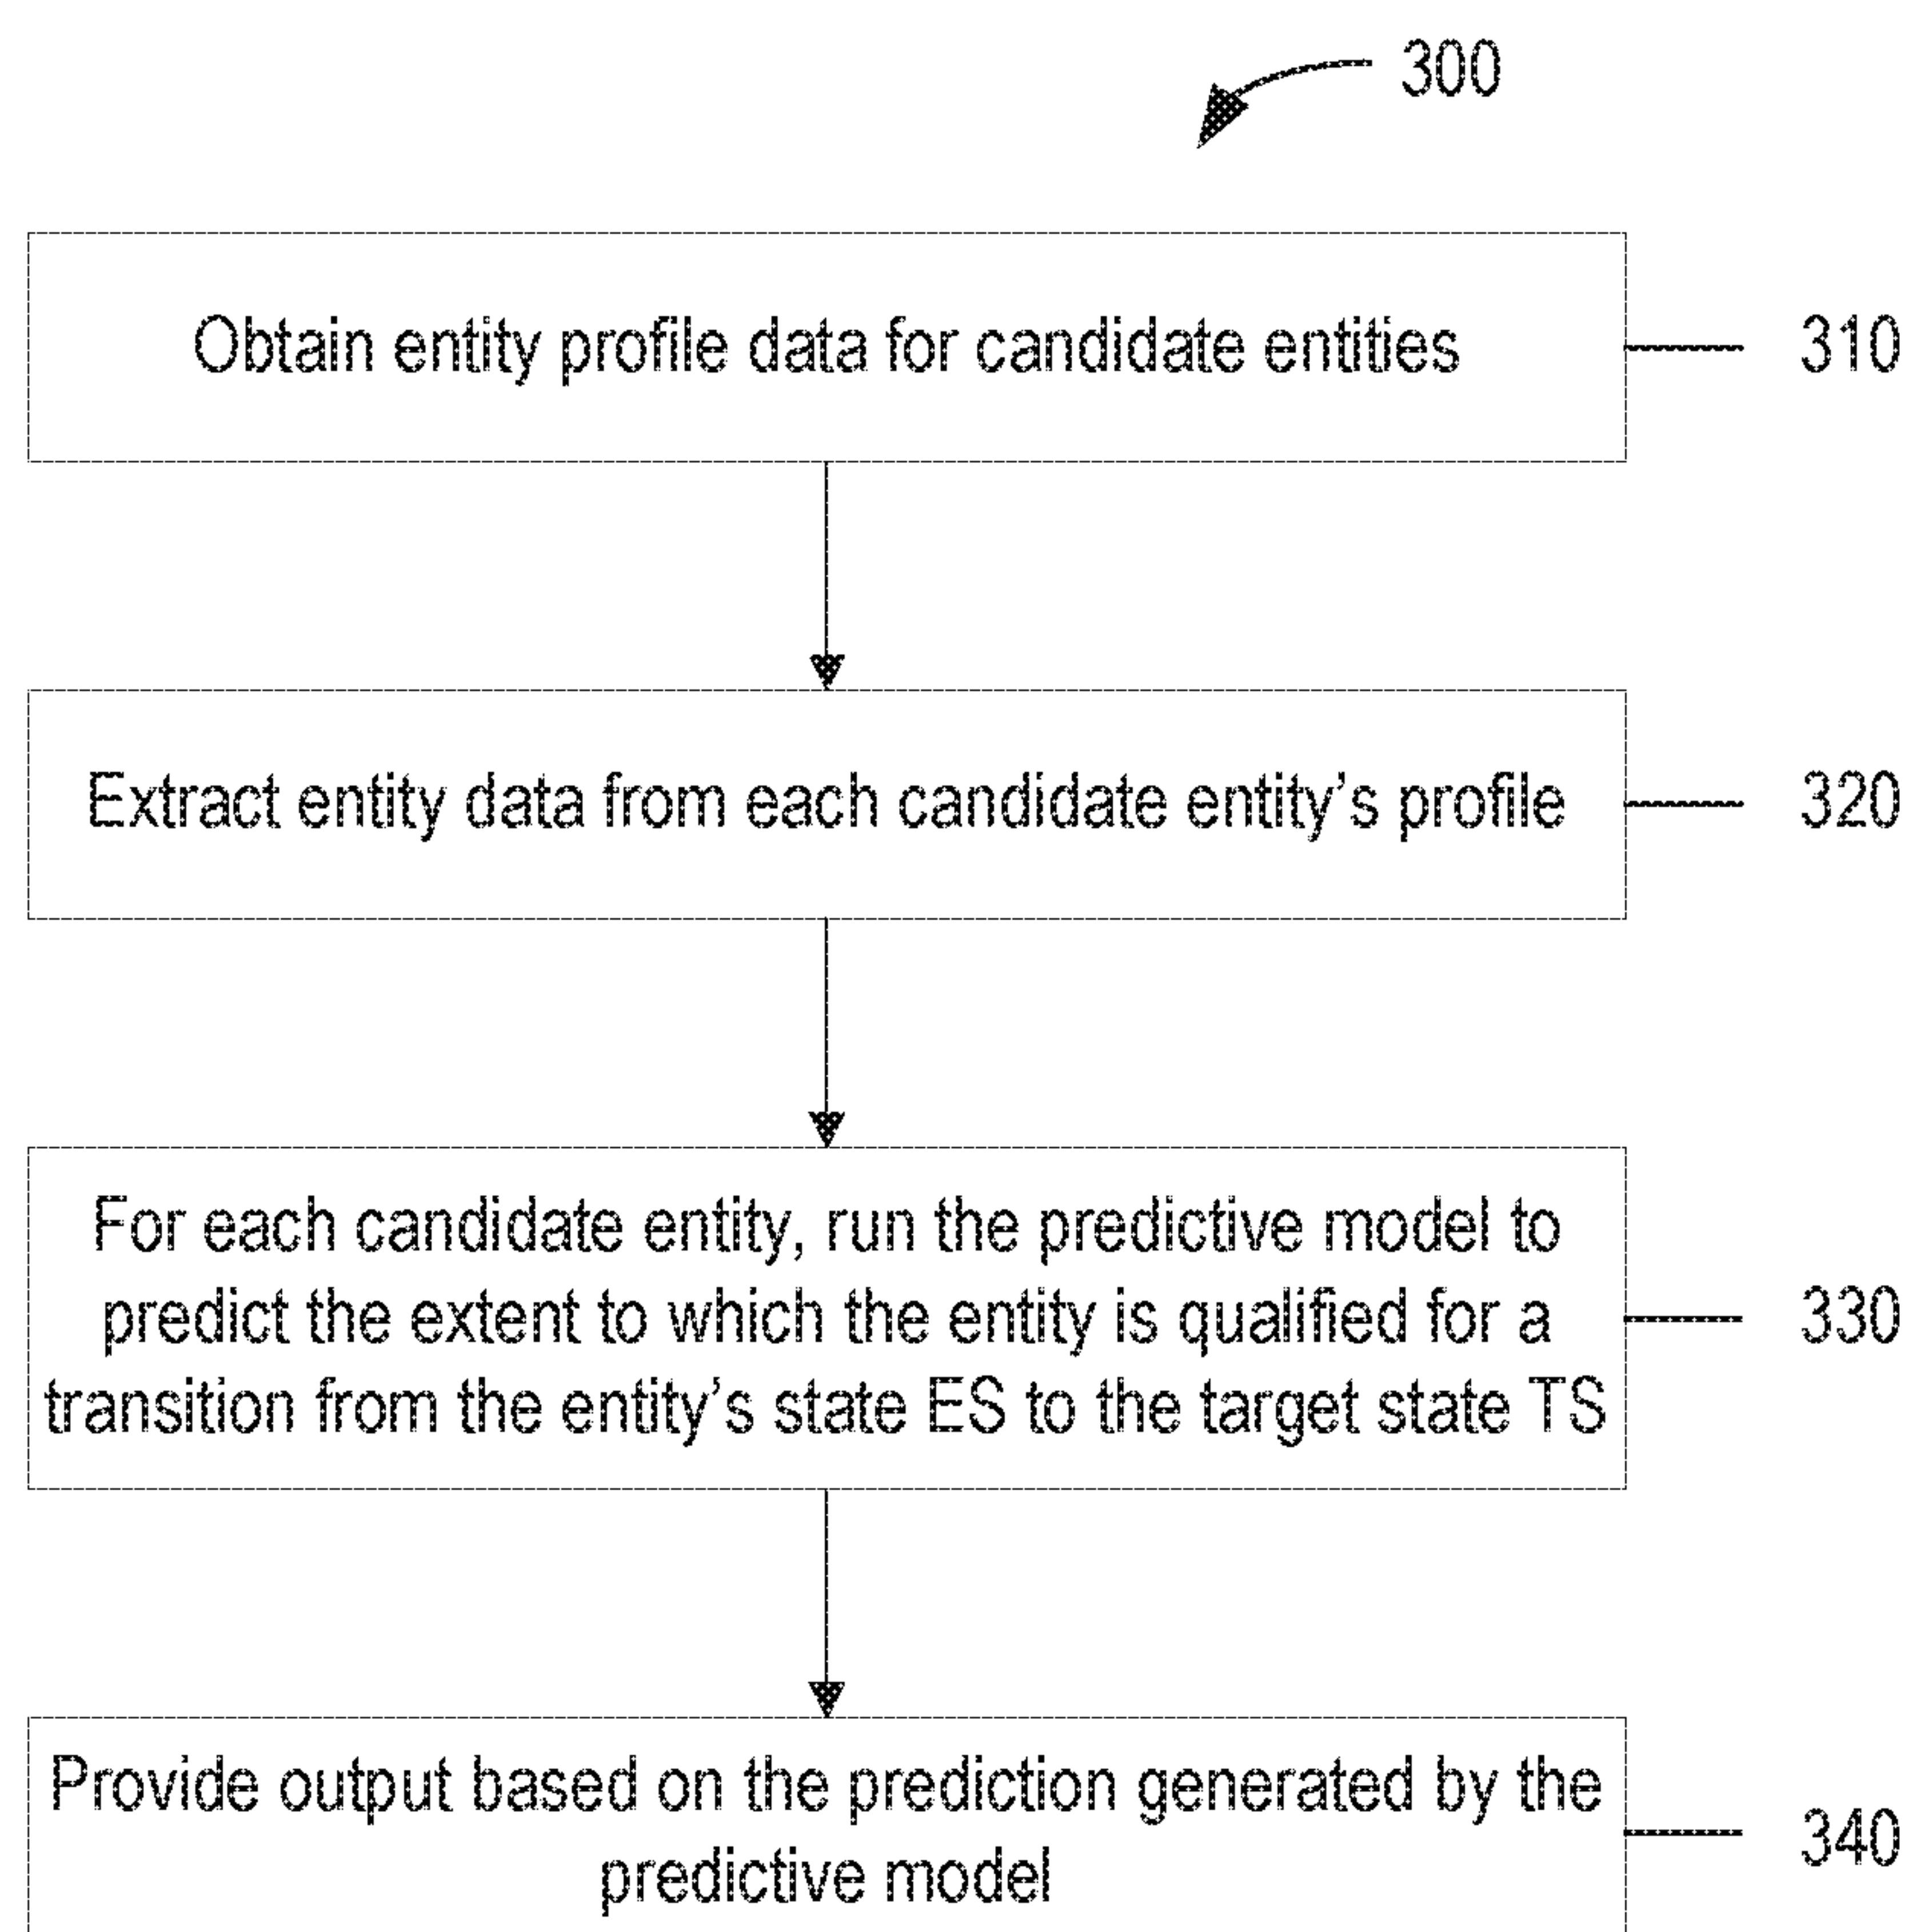 300
Obtain entity profile data for candidate entities
310
Extract entity data from each candidate entity’s profile
320
For each candidate entity, run the predictive model to
predict the extent to which the entity is qualified for a
transition from the entity’s state ES to the target state TS
330
Provide output based on the prediction generated by the
predictive model
340